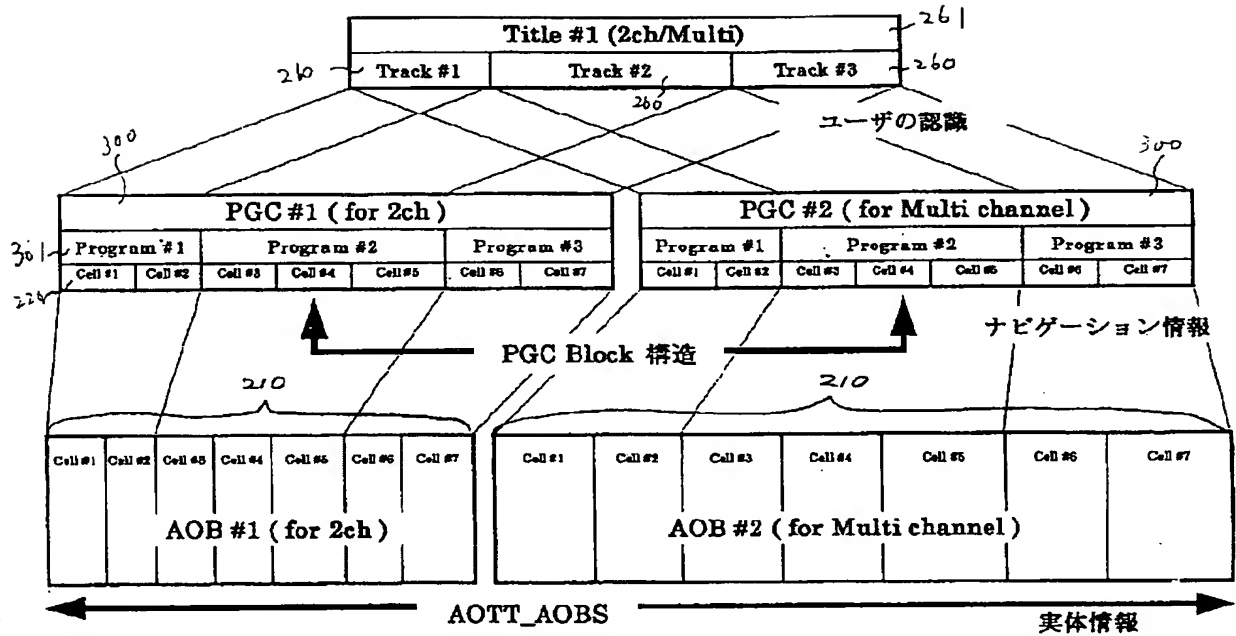 Title #1 (2ch/Multi)
261
260
Track #1
Track #2
Track #3
260
260
ユーザの認識
300
300
PGC #1 ( for 2ch )
PGC #2 ( for Multi channel )
301
Program #1
Program #2
Program #3
Program #1
Program #2
Program #3
224
Cell #1
Cell #2
Cell #3
Cell #4
Cell #5
Cell #6
Cell #7
Cell #1
Cell #2
Cell #3
Cell #4
Cell #5
Cell #6
Cell #7
ナビゲーション情報
PGC Block 構造
210
210
Cell #1
Cell #2
Cell #3
Cell #4
Cell #5
Cell #6
Cell #7
Cell #1
Cell #2
Cell #3
Cell #4
Cell #5
Cell #6
Cell #7
AOB #1 ( for 2ch )
AOB #2 ( for Multi channel )
AOTT_AOBS
実体情報